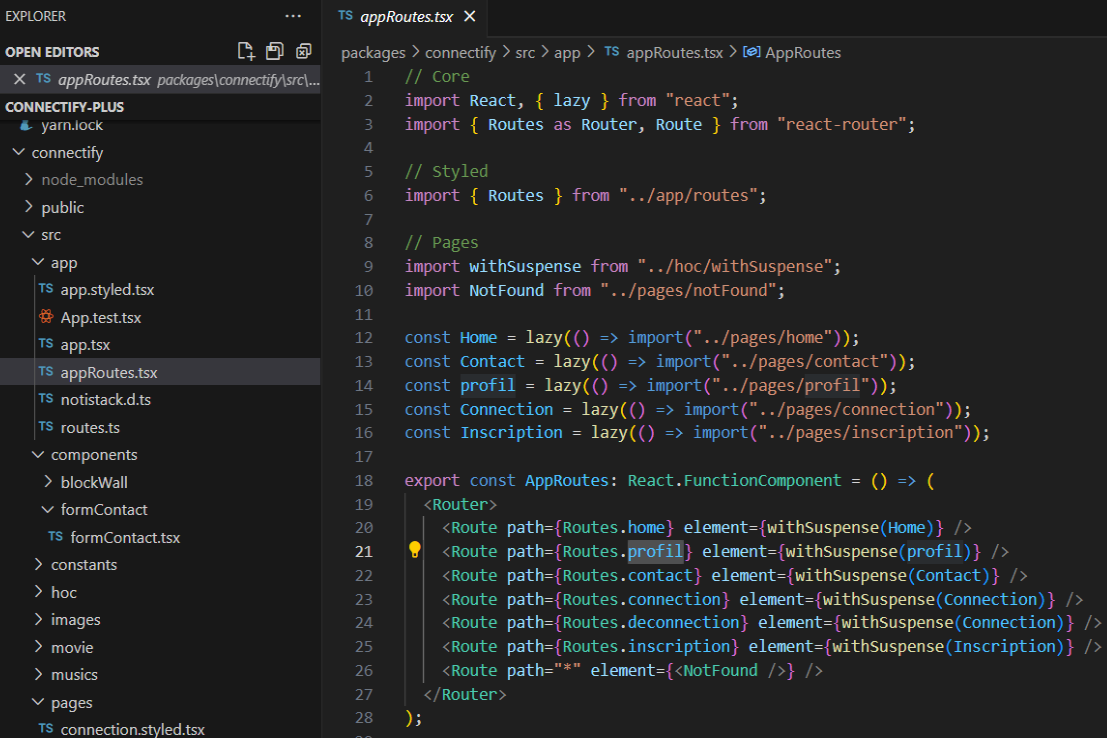 EXPLORER
OPEN EDITORS
TS appRoutes.tsx packages\connectify\src\...
CONNECTIFY-PLUS
yarn.lock
connectify
node_modules
public
src
app
TS app.styled.tsx
App.test.tsx
TS app.tsx
TS appRoutes.tsx
TS notistack.d.ts
TS routes.ts
components
blockWall
formContact
TS formContact.tsx
constants
hoc
images
movie
musics
pages
TS connection.styled.tsx
TS appRoutes.tsx
packages > connectify > src > app > TS appRoutes.tsx > AppRoutes
1 // Core
2 import React, { lazy } from "react";
3 import { Routes as Router, Route } from "react-router";
4
5 // Styled
6 import { Routes } from "../app/routes";
7
8 // Pages
9 import withSuspense from "../hoc/withSuspense";
10 import NotFound from "../pages/notFound";
11
12 const Home = lazy(() => import("../pages/home"));
13 const Contact = lazy(() => import("../pages/contact"));
14 const profil = lazy(() => import("../pages/profil"));
15 const Connection = lazy(() => import("../pages/connection"));
16 const Inscription = lazy(() => import("../pages/inscription"));
17
18 export const AppRoutes: React.FunctionComponent = () => (
19 <Router>
20 <Route path={Routes.home} element={withSuspense(Home)} />
21 <Route path={Routes.profil} element={withSuspense(profil)} />
22 <Route path={Routes.contact} element={withSuspense(Contact)} />
23 <Route path={Routes.connection} element={withSuspense(Connection)} />
24 <Route path={Routes.deconnection} element={withSuspense(Connection)} />
25 <Route path={Routes.inscription} element={withSuspense(Inscription)} />
26 <Route path="*" element={<NotFound />} />
27 </Router>
28 );